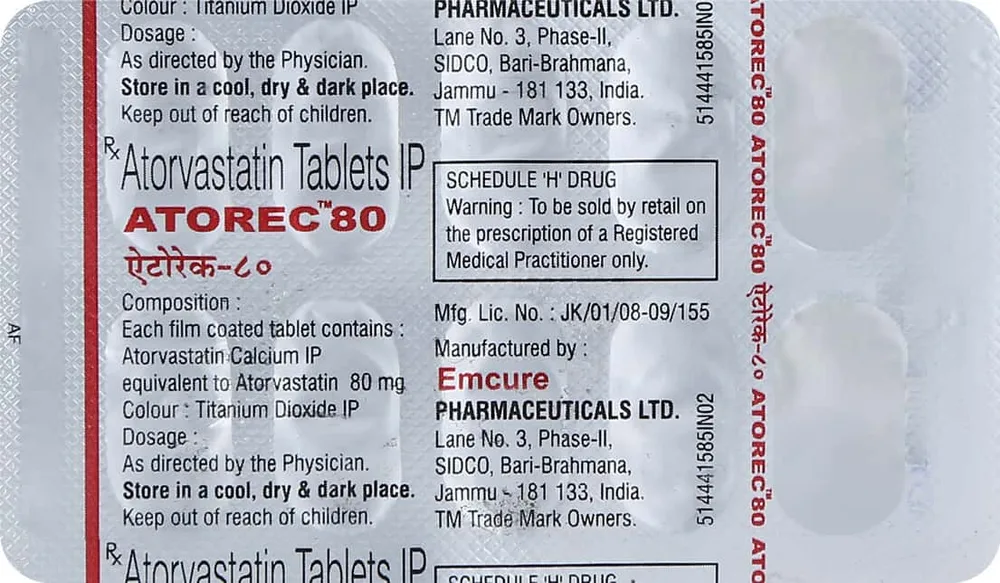 Colour : Titanium Dioxide IP
Dosage :
As directed by the Physician.
Store in a cool, dry & dark place.
Keep out of reach of children.
Rx Atorvastatin Tablets IP
ATOREC™80
ऐटोरेक-८०
Composition :
Each film coated tablet contains :
Atorvastatin Calcium IP
equivalent to Atorvastatin 80 mg
Colour : Titanium Dioxide IP
Dosage :
As directed by the Physician.
Store in a cool, dry & dark place.
Keep out of reach of children.
Rx Atorvastatin Tablets IP
PHARMACEUTICALS LTD.
Lane No. 3, Phase-II,
SIDCO, Bari-Brahmana,
Jammu - 181 133, India.
TM Trade Mark Owners.
SCHEDULE 'H' DRUG
Warning : To be sold by retail on
the prescription of a Registered
Medical Practitioner only.
Mfg. Lic. No. : JK/01/08-09/155
Manufactured by :
Emcure
PHARMACEUTICALS LTD.
Lane No. 3, Phase-II,
SIDCO, Bari-Brahmana,
Jammu - 181 133, India.
TM Trade Mark Owners.
SCHEDULE 'H' DRUG
514441585IN0
514441585IN02
ATOREC™80 ATOREC™80 ATOREC™80 ऐटोरेक-८० ATOREC™80 ATO
AF